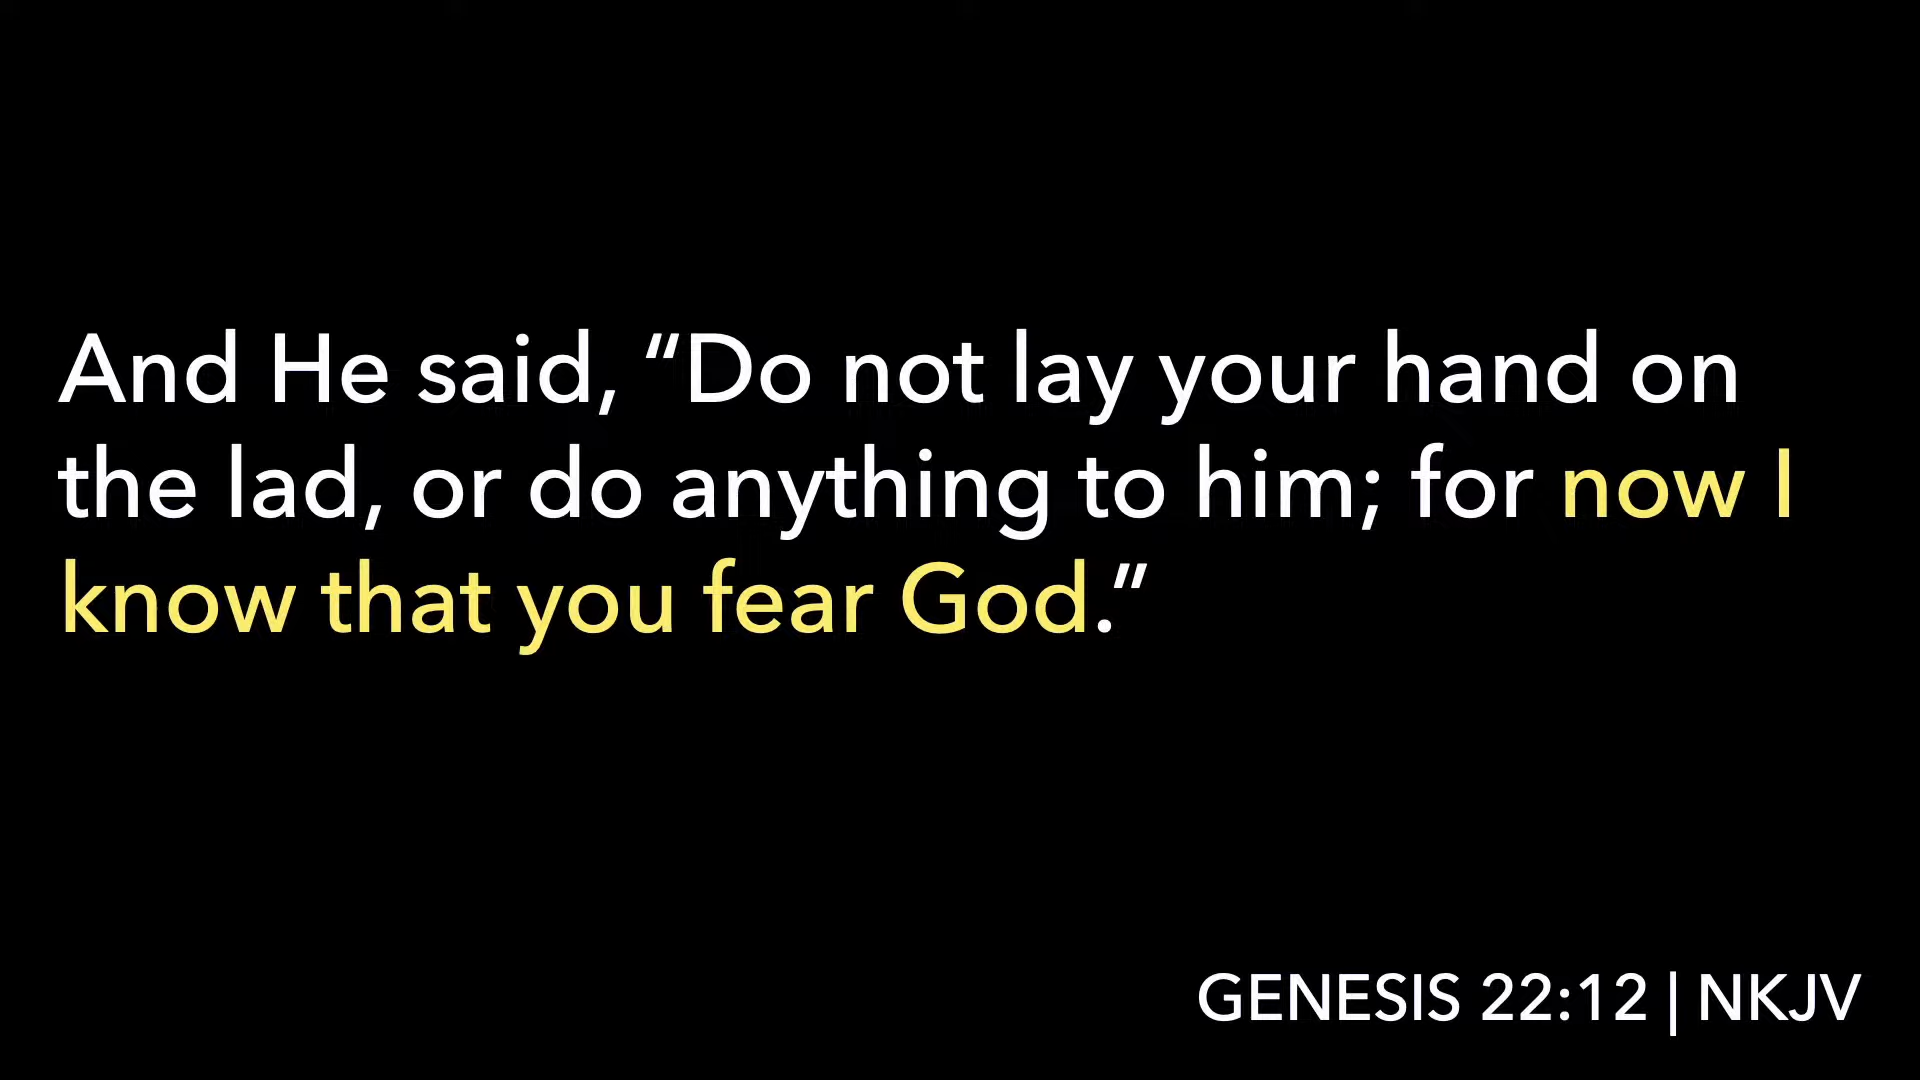 And He said, “Do not lay your hand on
the lad, or do anything to him; for now I
know that you fear God.”
GENESIS 22:12 | NKJV